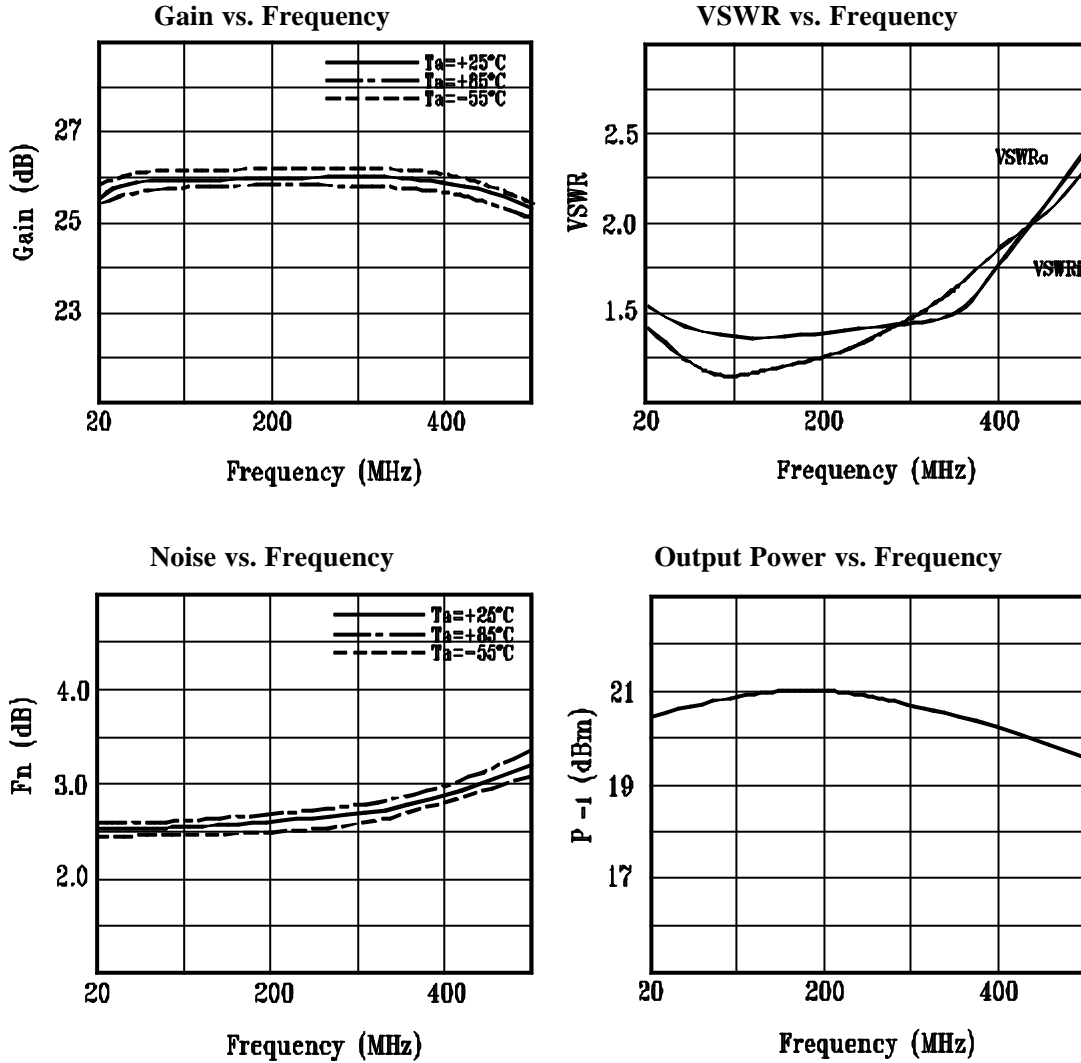 Gain vs. Frequency
Ta=+25°C
Ta=+85°C
Ta=-55°C
27
25
23
Gain (dB)
20 200 400
Frequency (MHz)
VSWR vs. Frequency
VSWRo
2.5
2.0
1.5
VSWR
20 200 400
Frequency (MHz)
Noise vs. Frequency
Ta=+25°C
Ta=+85°C
Ta=-55°C
4.0
3.0
2.0
Fn (dB)
20 200 400
Frequency (MHz)
Output Power vs. Frequency
21
19
17
P -1 (dBm)
20 200 400
Frequency (MHz)